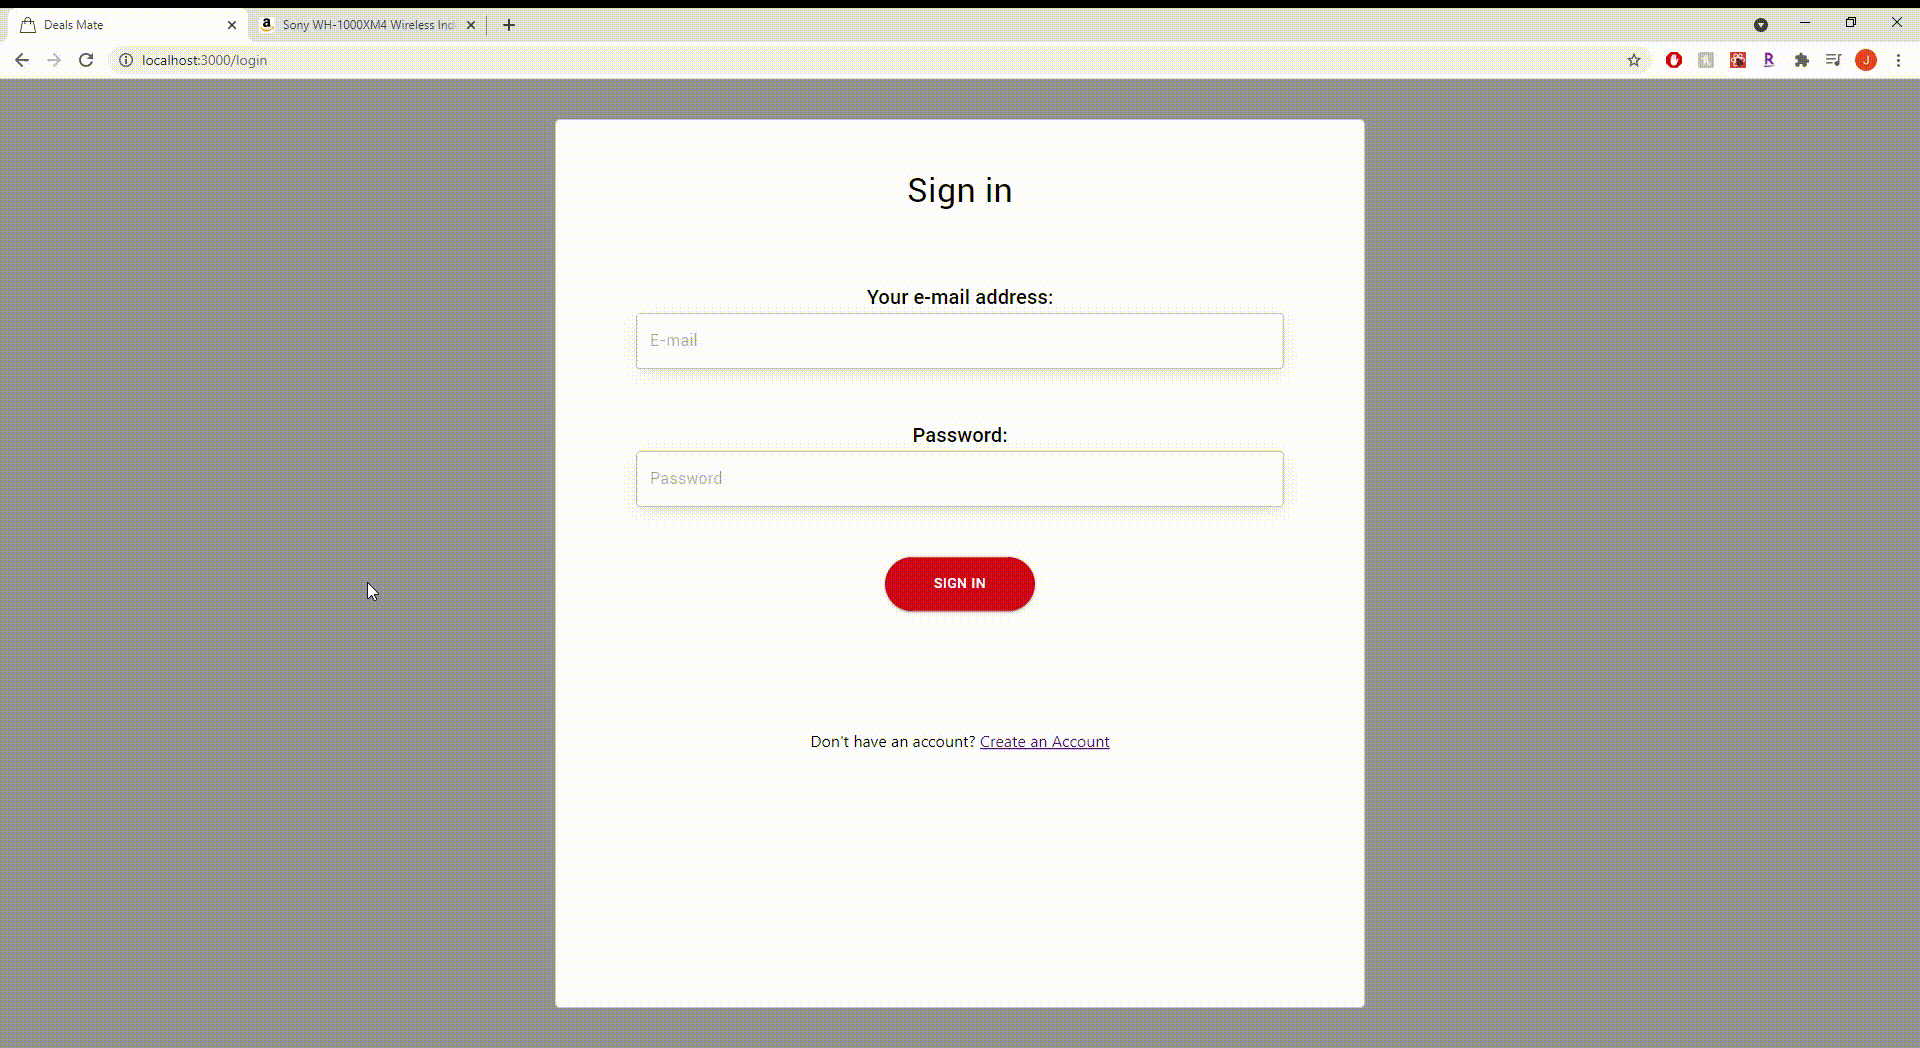 Deals Mate
Sony WH-1000XM4 Wireless Ind
localhost:3000/login
R
J
Sign in
Your e-mail address:
E-mail
Password:
Password
SIGN IN
Don't have an account? Create an Account